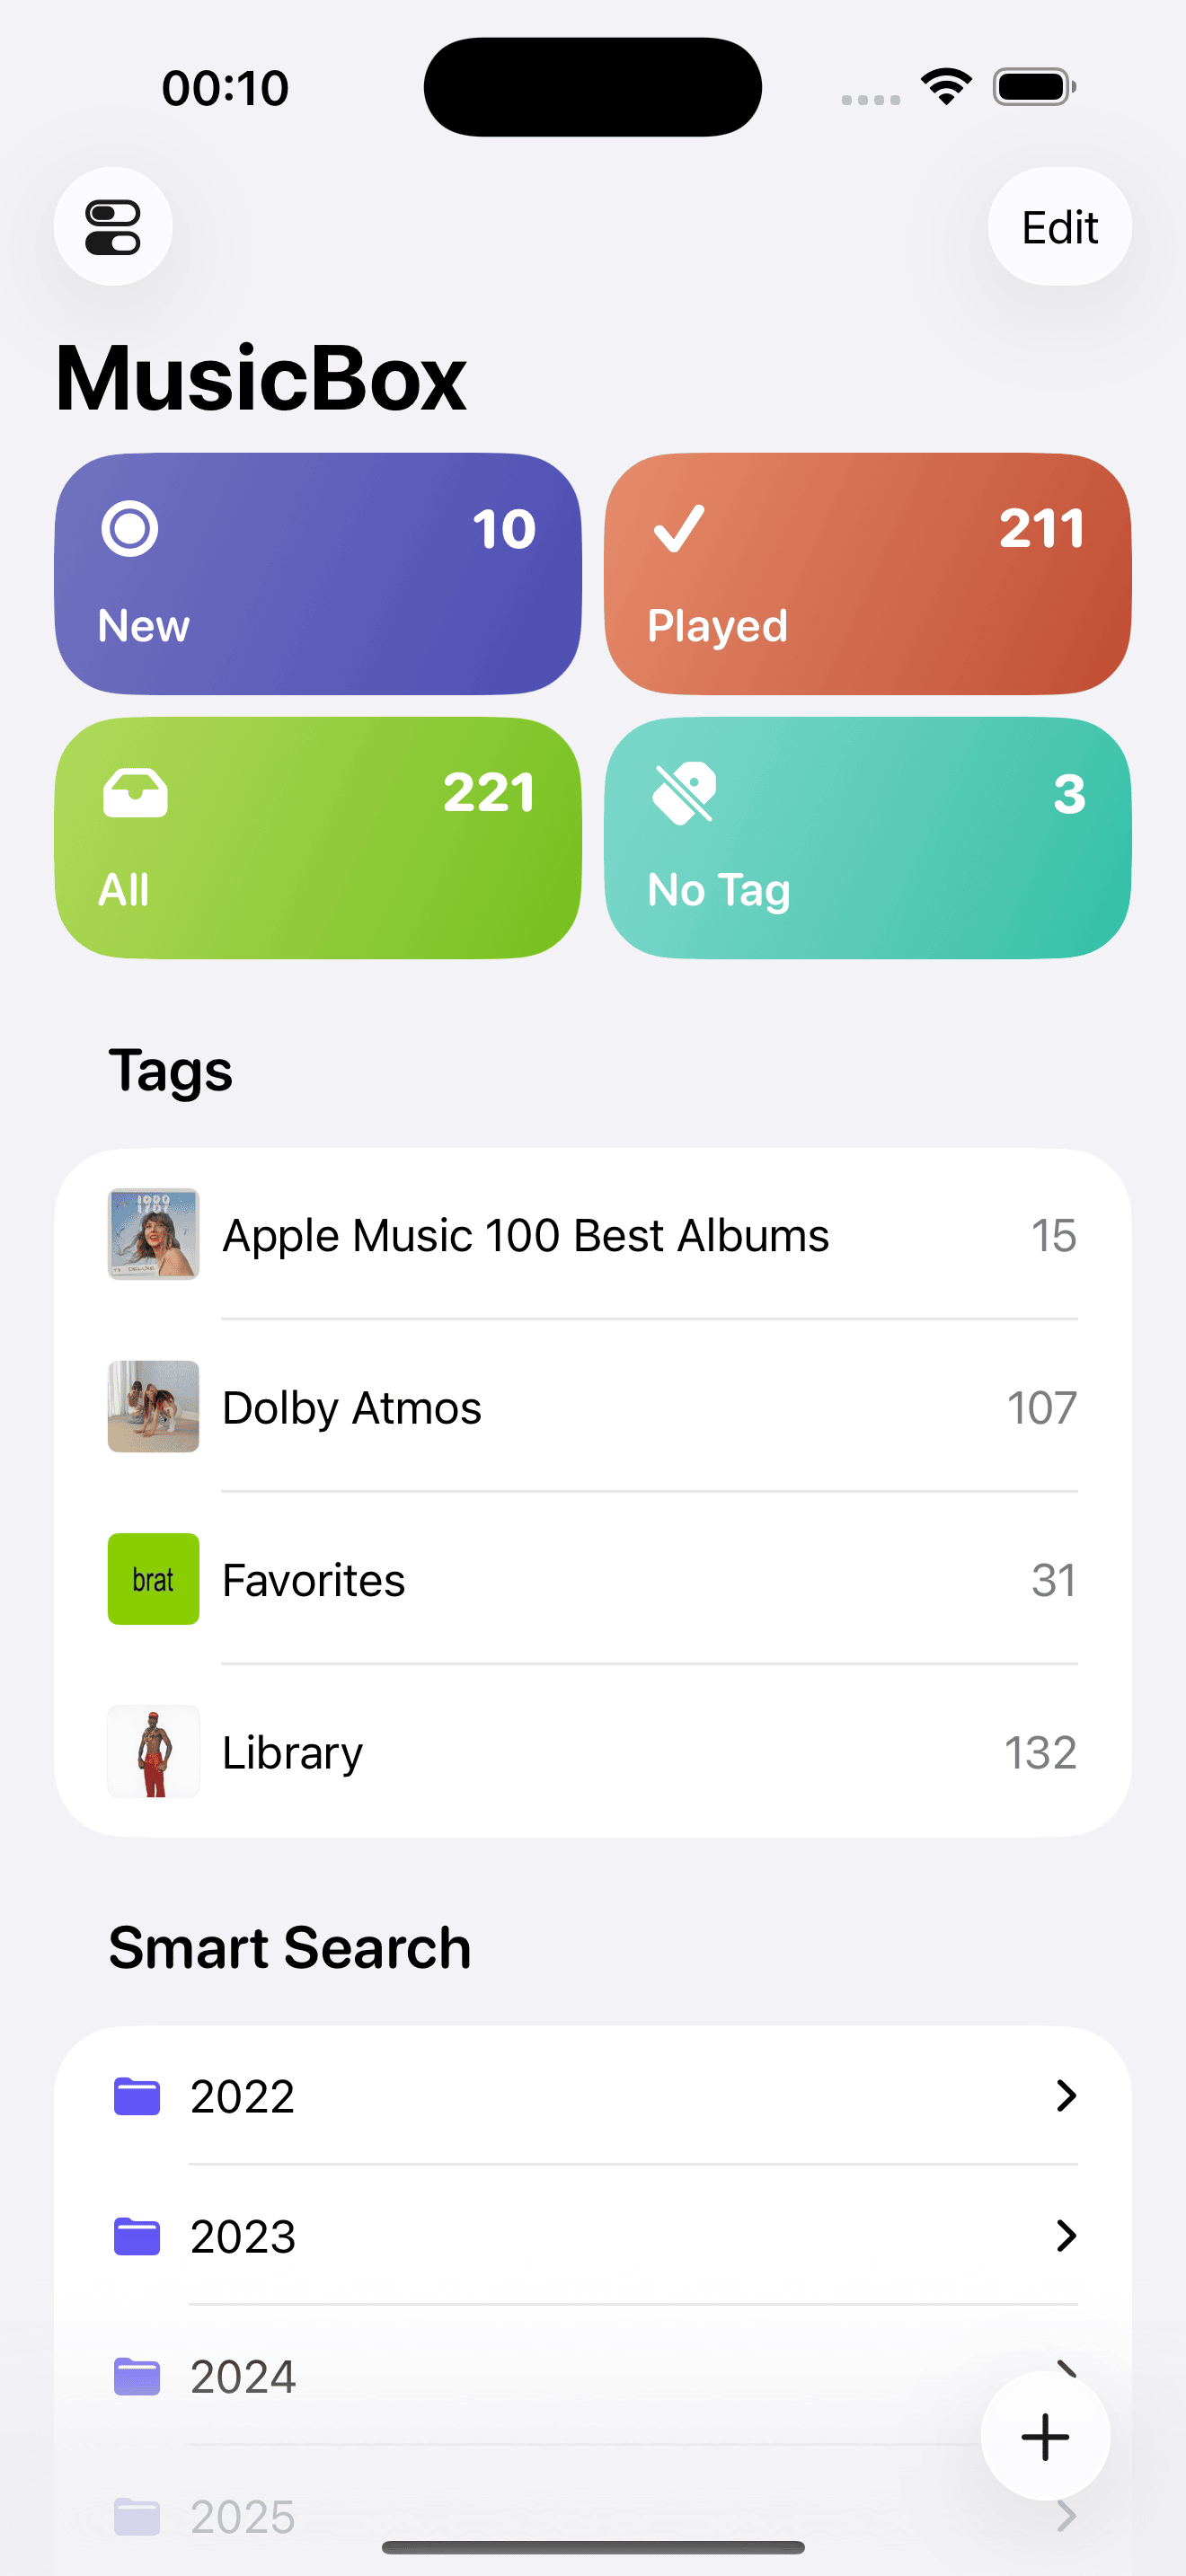 00:10
Edit
MusicBox
10
New
211
Played
221
All
3
No Tag
Tags
Apple Music 100 Best Albums
15
Dolby Atmos
107
brat
Favorites
31
Library
132
Smart Search
2022
2023
2024
2025